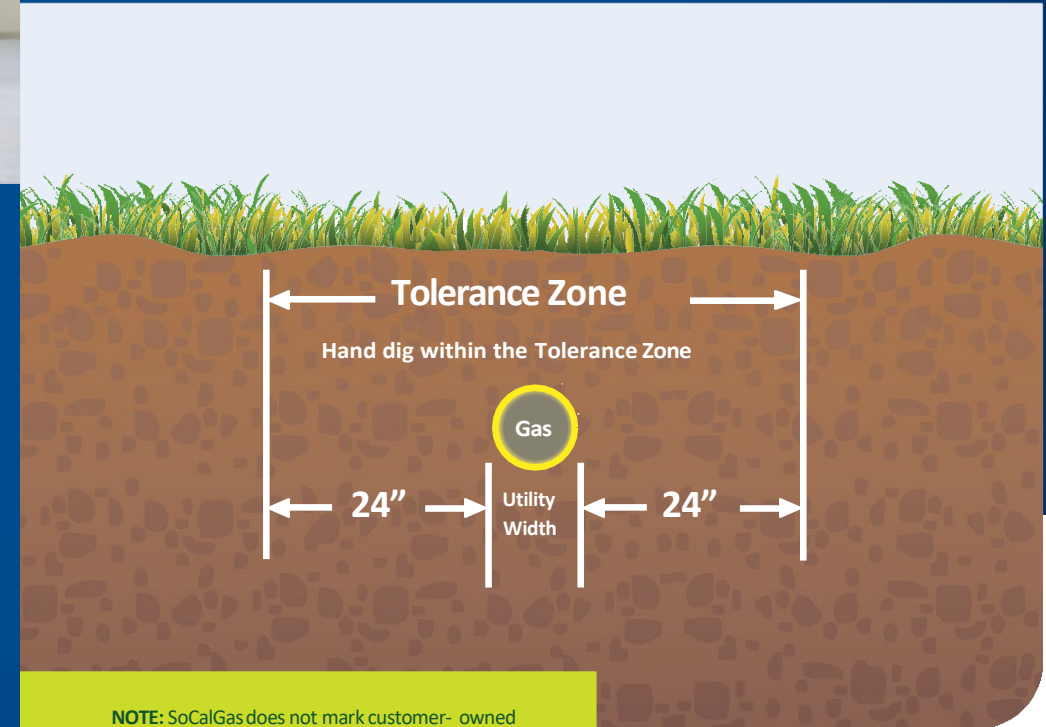 Tolerance Zone
Hand dig within the Tolerance Zone
Gas
24” Utility Width 24”
NOTE: SoCalGas does not mark customer- owned